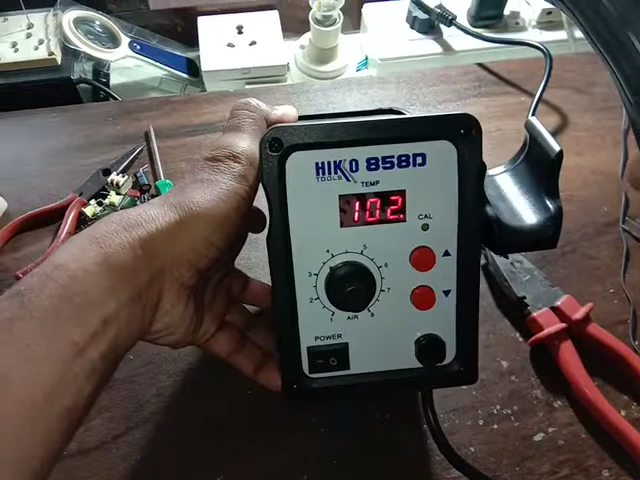 HIKO 858D
TOOLS
TEMP
102
CAL
1 2 3 4 5 6 7 8
AIR
POWER